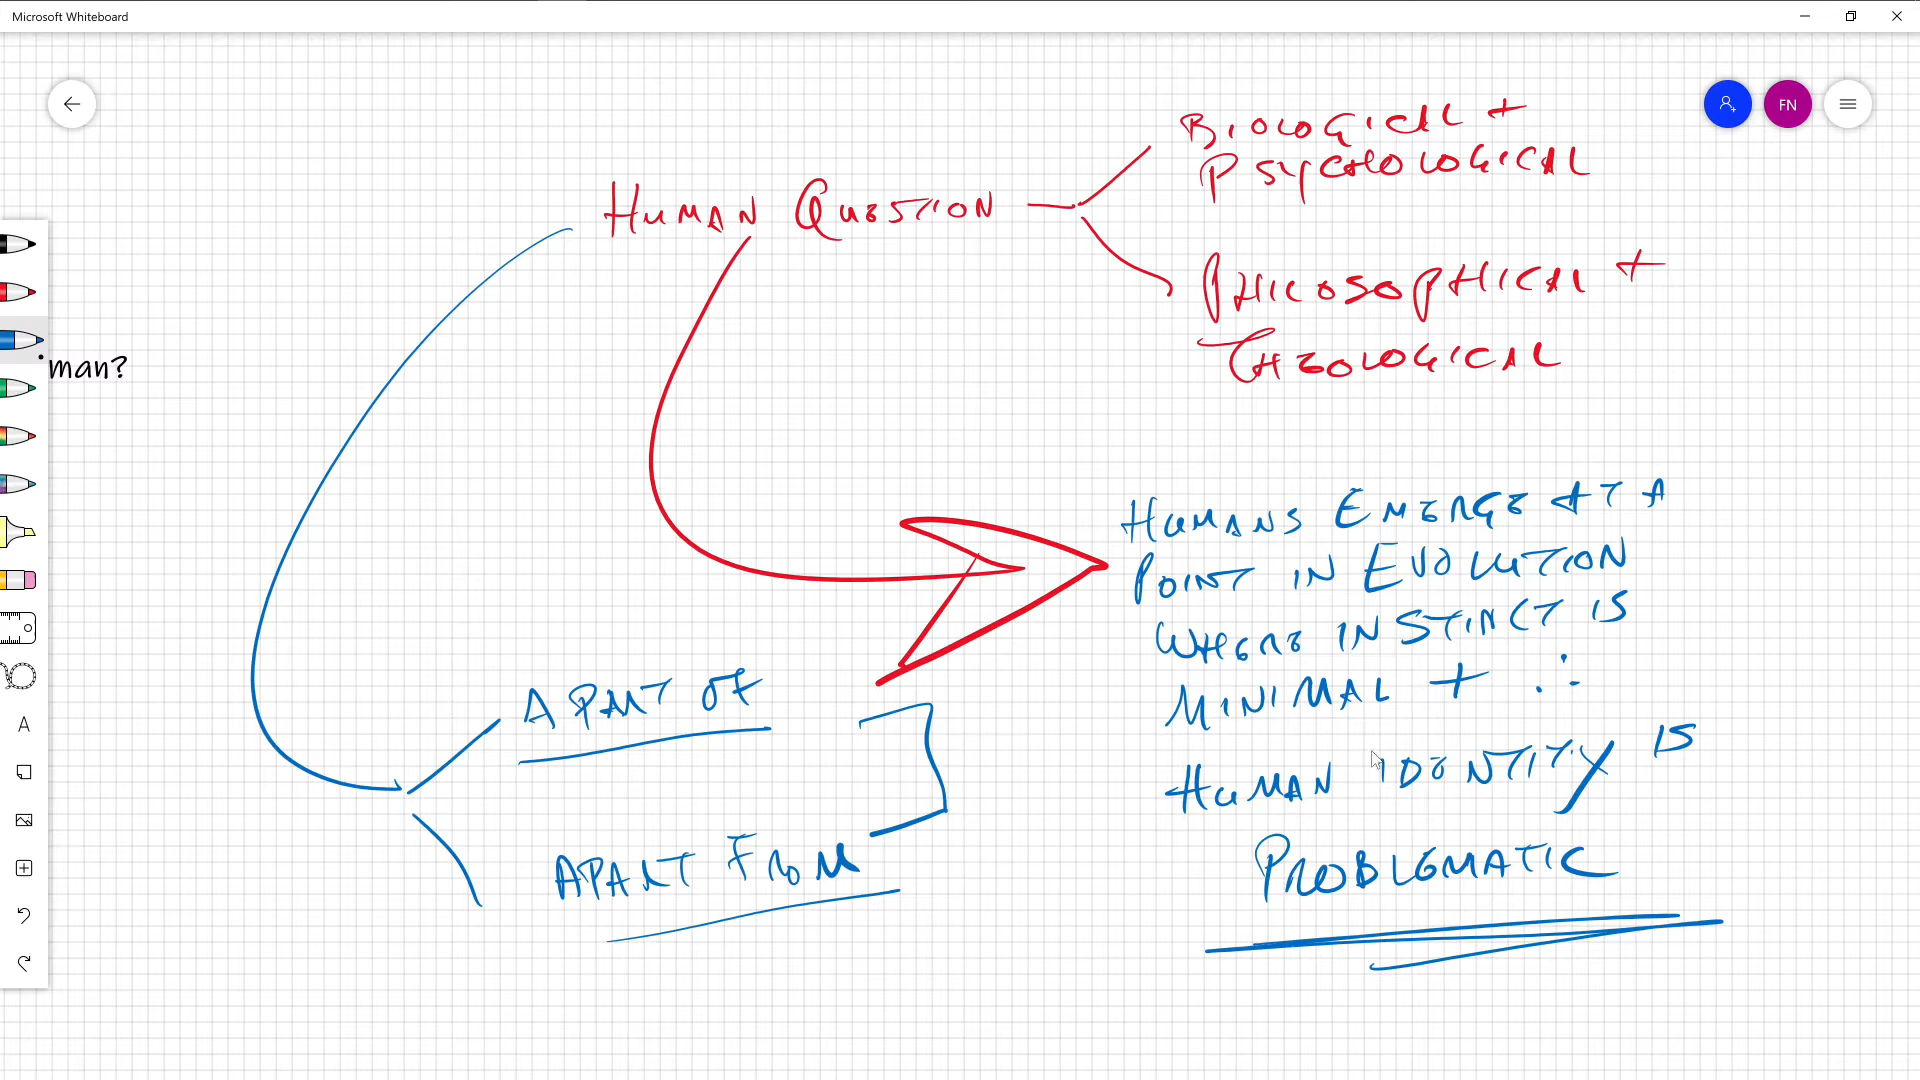 Microsoft Whiteboard
FN
BIOLOGICAL +
PSYCHOLOGICAL
HUMAN QUESTION
PHILOSOPHICAL +
THEOLOGICAL
man?
HUMANS EMERGE AT A
POINT IN EVOLUTION
WHERE INSTINCT IS
MINIMAL + ∴
HUMAN IDENTITY IS
PROBLEMATIC
A PART OF
APART FROM
A